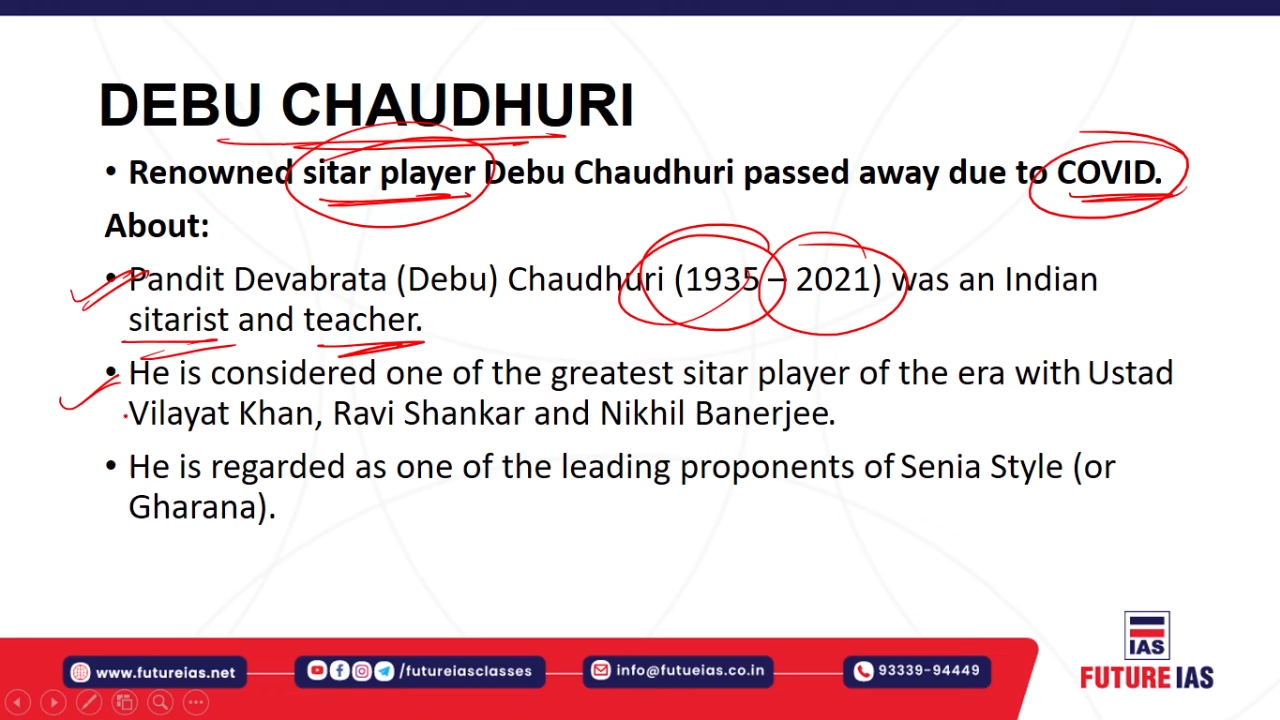 DEBU CHAUDHURI
• Renowned sitar player Debu Chaudhuri passed away due to COVID.
About:
• Pandit Devabrata (Debu) Chaudhuri (1935 – 2021) was an Indian
sitarist and teacher.
• He is considered one of the greatest sitar player of the era with Ustad
Vilayat Khan, Ravi Shankar and Nikhil Banerjee.
• He is regarded as one of the leading proponents of Senia Style (or
Gharana).
IAS
FUTURE IAS
www.futureias.net
/futureiasclasses
info@futueias.co.in
93339-94449